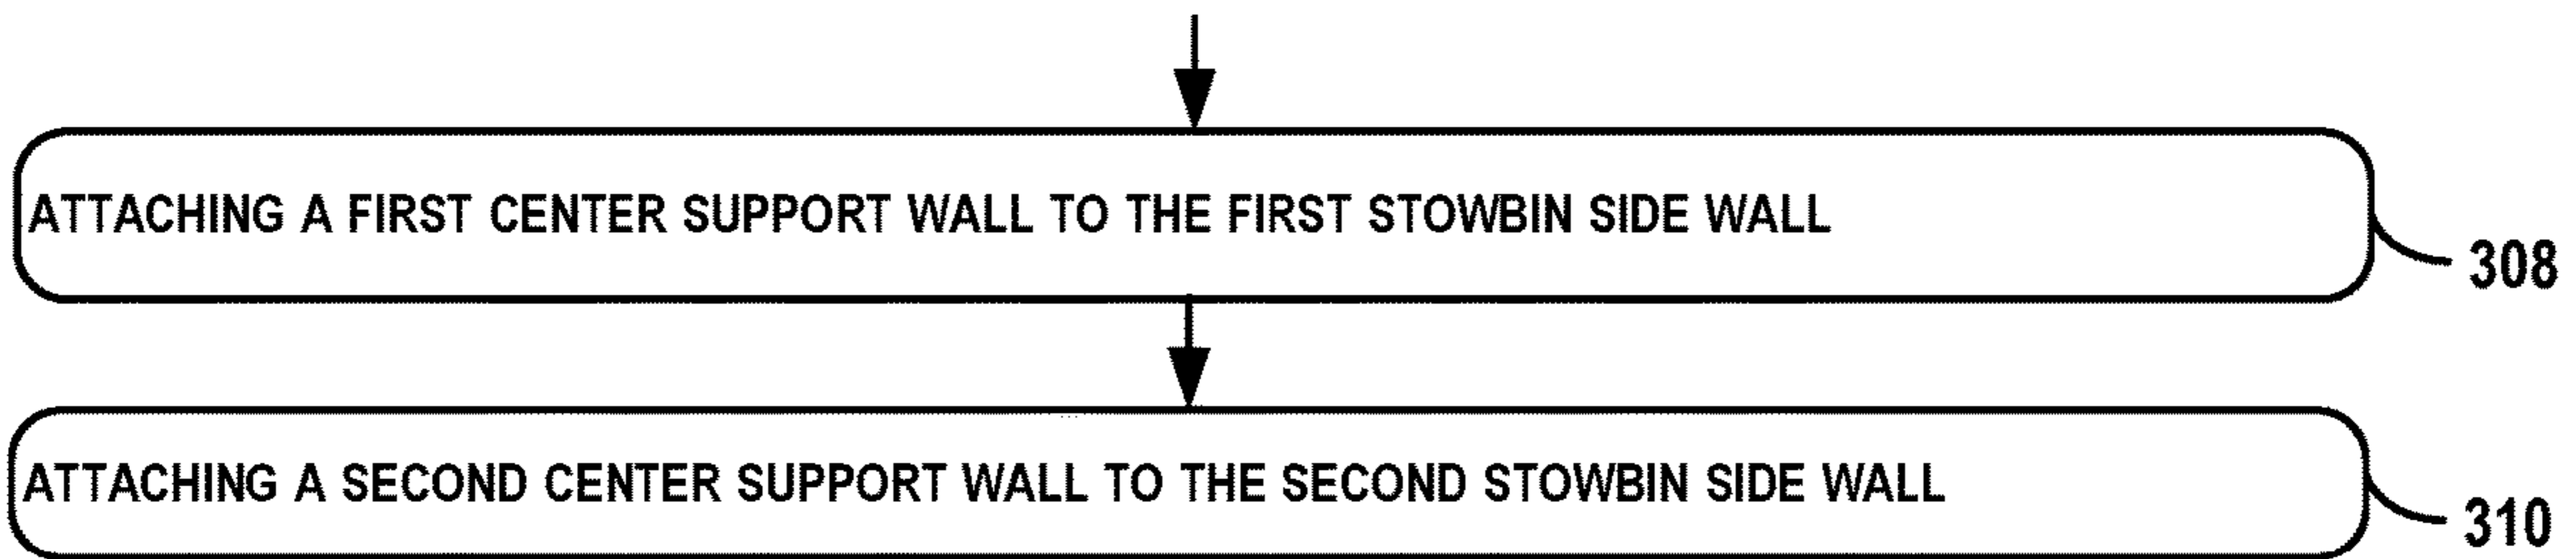 ATTACHING A FIRST CENTER SUPPORT WALL TO THE FIRST STOWBIN SIDE WALL
308
ATTACHING A SECOND CENTER SUPPORT WALL TO THE SECOND STOWBIN SIDE WALL
310